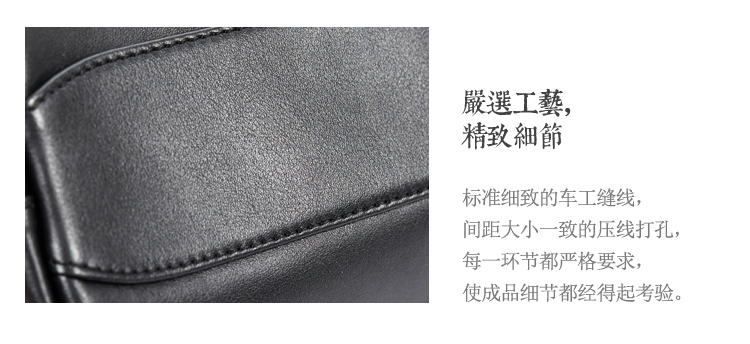 嚴選工藝，
精致細節
标准细致的车工缝线，
间距大小一致的压线打孔，
每一环节都严格要求，
使成品细节都经得起考验。